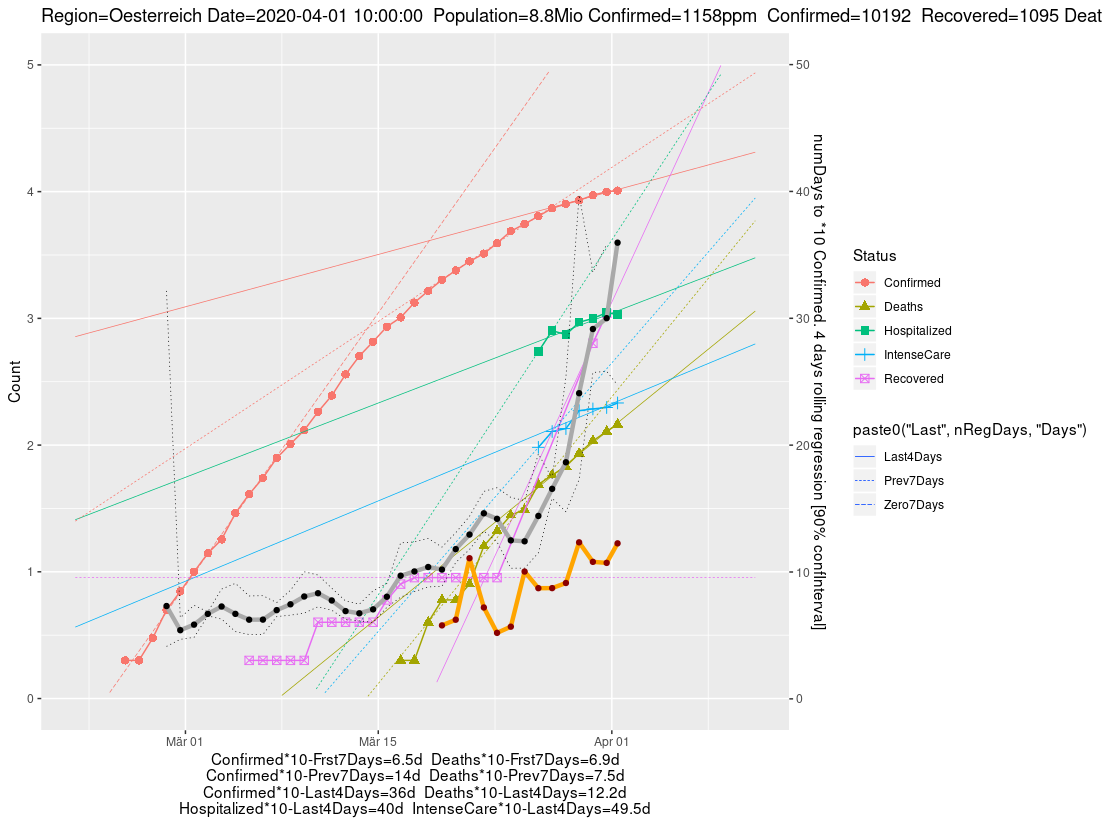 Region=Oesterreich Date=2020-04-01 10:00:00  Population=8.8Mio Confirmed=1158ppm  Confirmed=10192  Recovered=1095 Deat
5
4
3
2
1
0
Count
50
40
30
20
10
0
numDays to *10 Confirmed. 4 days rolling regression [90% confInterval]
Mär 01
Mär 15
Apr 01
Confirmed*10-Frst7Days=6.5d  Deaths*10-Frst7Days=6.9d
Confirmed*10-Prev7Days=14d  Deaths*10-Prev7Days=7.5d
Confirmed*10-Last4Days=36d  Deaths*10-Last4Days=12.2d
Hospitalized*10-Last4Days=40d  IntenseCare*10-Last4Days=49.5d
Status
Confirmed
Deaths
Hospitalized
IntenseCare
Recovered
paste0("Last", nRegDays, "Days")
Last4Days
Prev7Days
Zero7Days